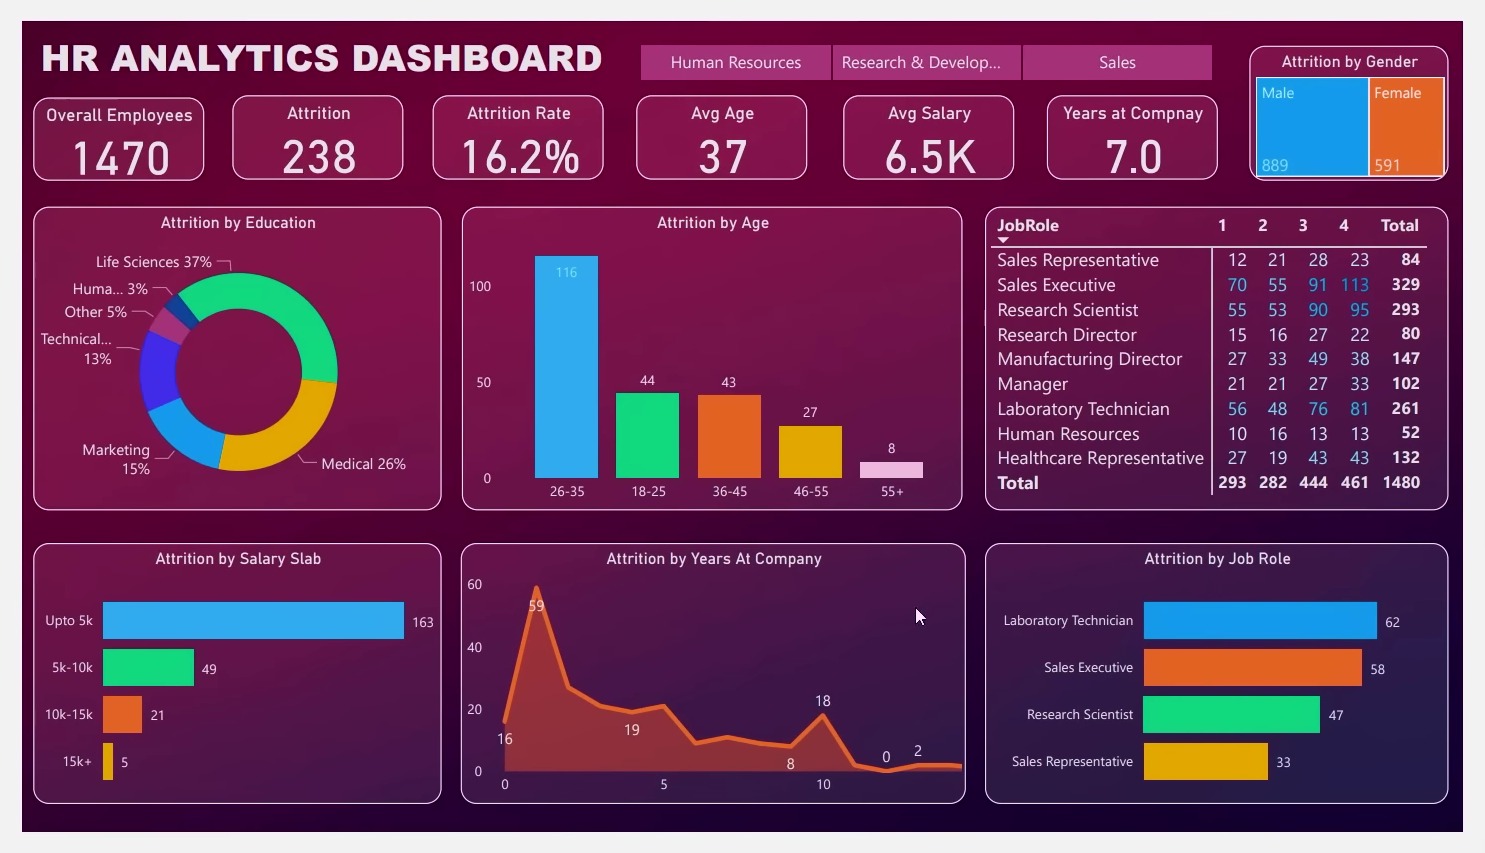 HR ANALYTICS DASHBOARD
Human Resources
Research & Develop...
Sales
Attrition by Gender
Male
Female
889
591
Overall Employees
1470
Attrition
238
Attrition Rate
16.2%
Avg Age
37
Avg Salary
6.5K
Years at Compnay
7.0
Attrition by Education
Life Sciences 37%
Huma... 3%
Other 5%
Technical...
13%
Marketing
15%
Medical 26%
Attrition by Age
100
50
0
116
44
43
27
8
26-35
18-25
36-45
46-55
55+
JobRole 1 2 3 4 Total
Sales Representative 12 21 28 23 84
Sales Executive 70 55 91 113 329
Research Scientist 55 53 90 95 293
Research Director 15 16 27 22 80
Manufacturing Director 27 33 49 38 147
Manager 21 21 27 33 102
Laboratory Technician 56 48 76 81 261
Human Resources 10 16 13 13 52
Healthcare Representative 27 19 43 43 132
Total 293 282 444 461 1480
Attrition by Salary Slab
Upto 5k 163
5k-10k 49
10k-15k 21
15k+ 5
Attrition by Years At Company
60
40
20
0
59
16
19
8
18
0
2
0
5
10
Attrition by Job Role
Laboratory Technician 62
Sales Executive 58
Research Scientist 47
Sales Representative 33